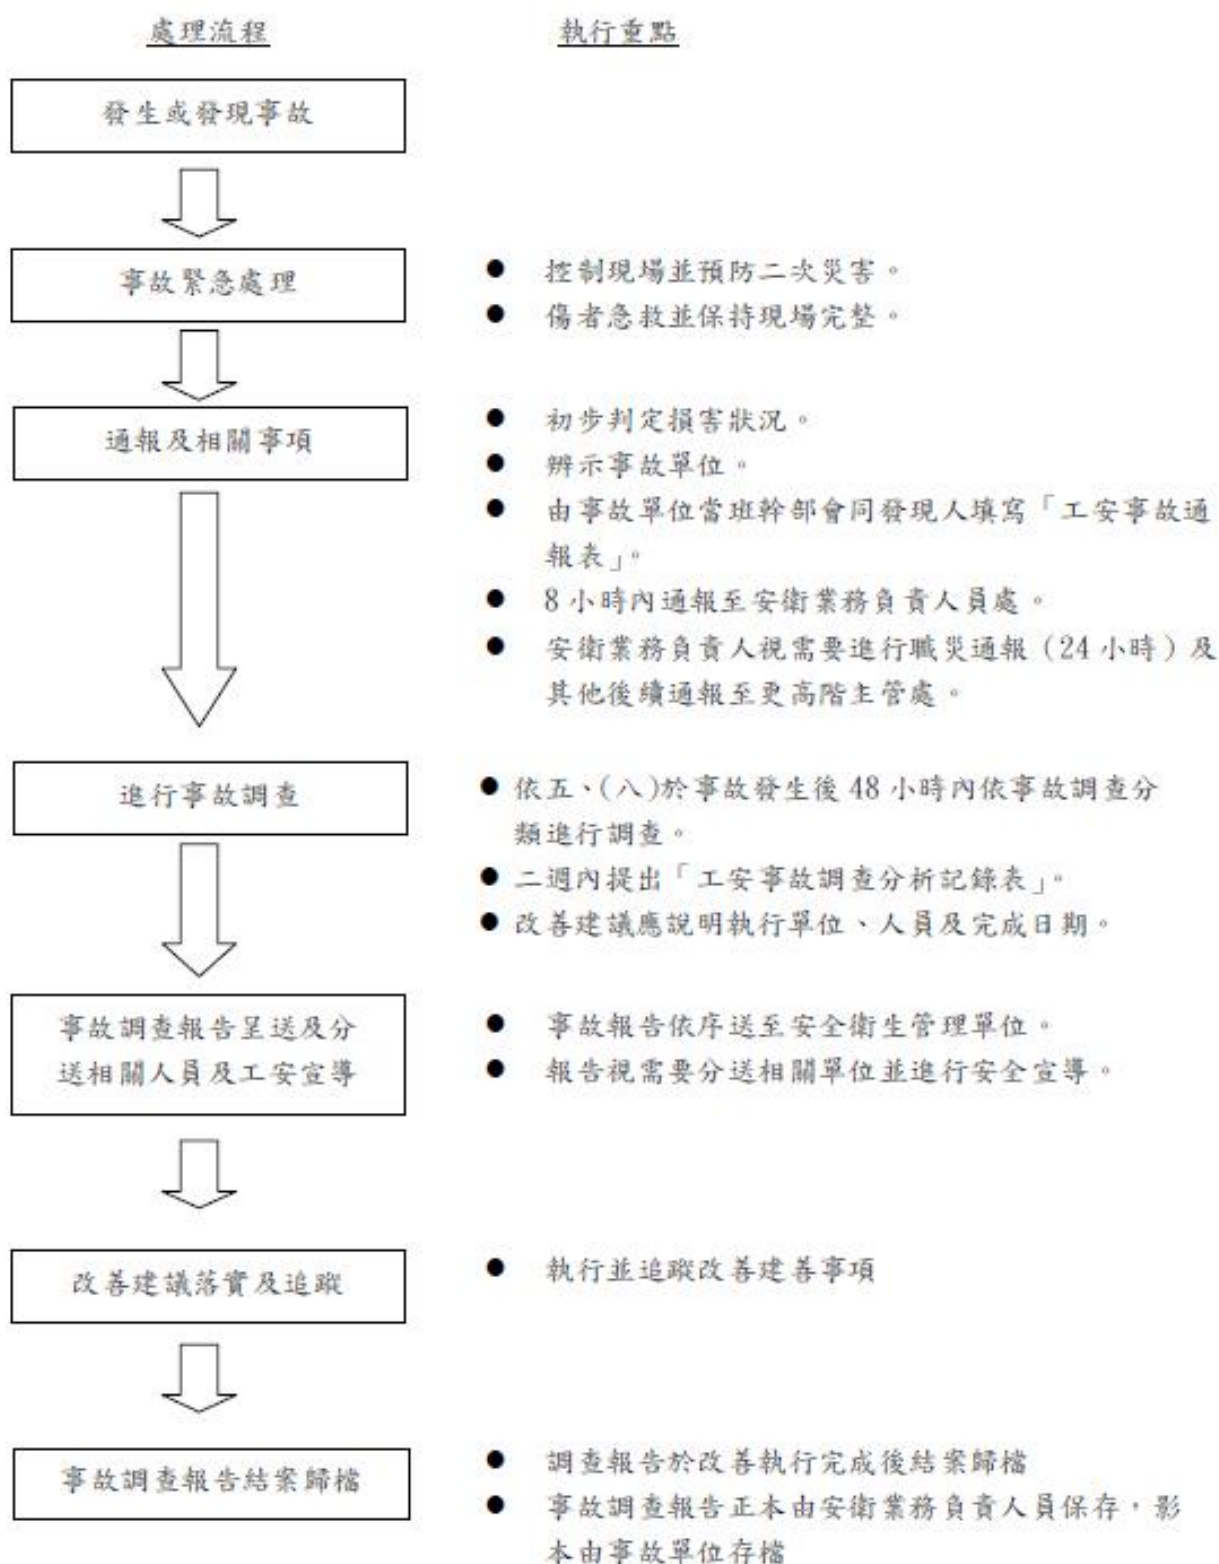 處理流程
執行重點
發生或發現事故
事故緊急處理
● 控制現場並預防二次災害。
● 傷者急救並保持現場完整。
通報及相關事項
● 初步判定損害狀況。
● 辨示事故單位。
● 由事故單位當班幹部會同發現人填寫「工安事故通
報表」。
● 8 小時內通報至安衛業務負責人員處。
● 安衛業務負責人視需要進行職災通報（24 小時）及
其他後續通報至更高階主管處。
進行事故調查
● 依五、(八)於事故發生後 48 小時內依事故調查分
類進行調查。
● 二週內提出「工安事故調查分析記錄表」。
● 改善建議應說明執行單位、人員及完成日期。
事故調查報告呈送及分
送相關人員及工安宣導
● 事故報告依序送至安全衛生管理單位。
● 報告視需要分送相關單位並進行安全宣導。
改善建議落實及追蹤
● 執行並追蹤改善建善事項
事故調查報告結案歸檔
● 調查報告於改善執行完成後結案歸檔
● 事故調查報告正本由安衛業務負責人員保存，影
本由事故單位存檔